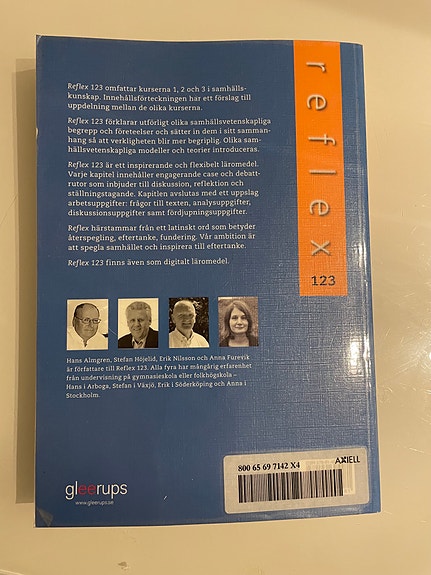 Reflex 123 omfattar kurserna 1, 2 och 3 i samhälls-
kunskap. Innehållsförteckningen har ett förslag till
uppdelning mellan de olika kurserna.
Reflex 123 förklarar utförligt olika samhällsvetenskapliga
begrepp och företeelser och sätter in dem i sitt samman-
hang så att verkligheten blir mer begriplig. Olika sam-
hällsvetenskapliga modeller och teorier introduceras.
Reflex 123 är ett inspirerande och flexibelt läromedel.
Varje kapitel innehåller engagerande case och debatt-
rutor som inbjuder till diskussion, reflektion och
ställningstagande. Kapitlen avslutas med ett uppslag
arbetsuppgifter: frågor till texten, analysuppgifter,
diskussionsuppgifter samt fördjupningsuppgifter.
Reflex härstammar från ett latinskt ord som betyder
återspegling, eftertanke, fundering. Vår ambition är
att spegla samhället och inspirera till eftertanke.
Reflex 123 finns även som digitalt läromedel.
reflex
123
Hans Almgren, Stefan Höjelid, Erik Nilsson och Anna Furevik
är författare till Reflex 123. Alla fyra har mångårig erfarenhet
från undervisning på gymnasieskola eller folkhögskola –
Hans i Arboga, Stefan i Växjö, Erik i Söderköping och Anna i
Stockholm.
gleerups
www.gleerups.se
AXIELL
800 65 69 7142 X4